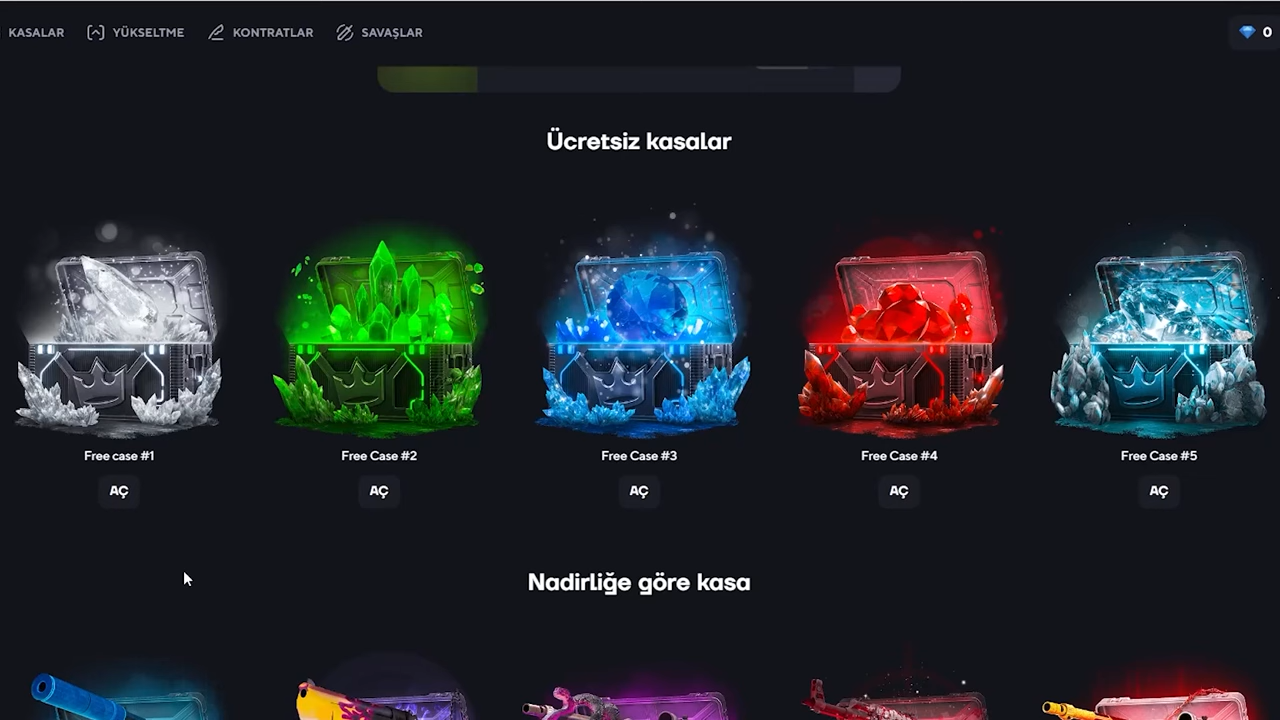 KASALAR YÜKSELTME KONTRATLAR SAVAŞLAR 0
Ücretsiz kasalar
Free case #1 Free Case #2 Free Case #3 Free Case #4 Free Case #5
AÇ AÇ AÇ AÇ AÇ
Nadirliğe göre kasa